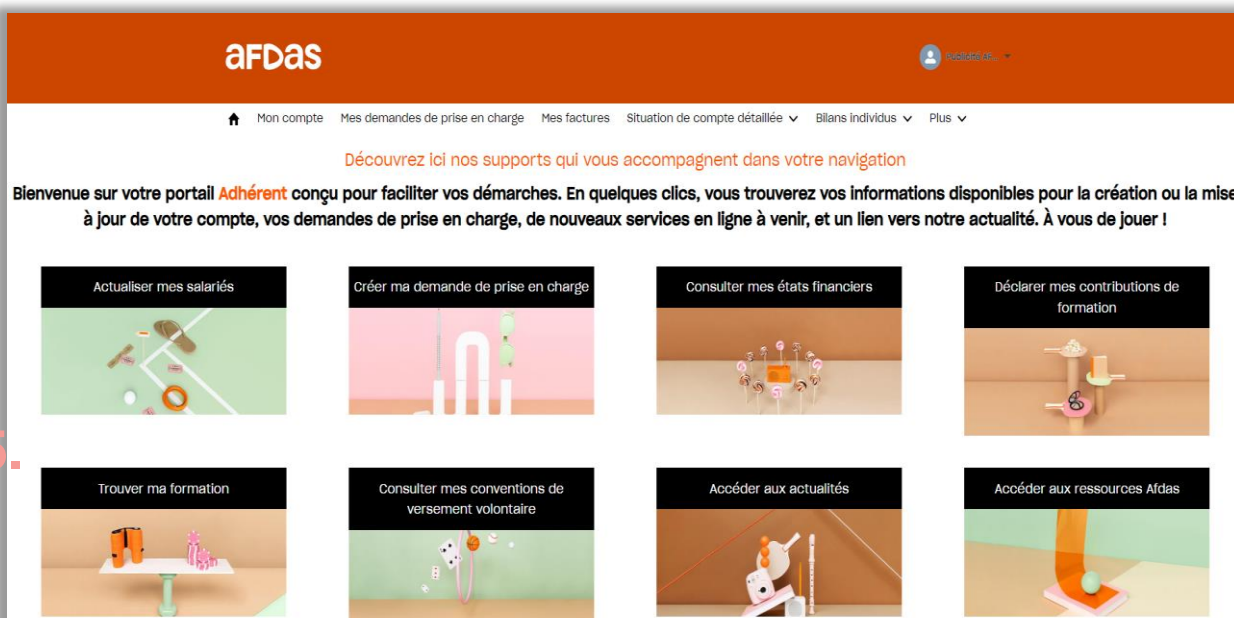 aFDas
Publicité AF...
Mon compte Mes demandes de prise en charge Mes factures Situation de compte détaillée Bilans individus Plus
Découvrez ici nos supports qui vous accompagnent dans votre navigation
Bienvenue sur votre portail Adhérent conçu pour faciliter vos démarches. En quelques clics, vous trouverez vos informations disponibles pour la création ou la mise
à jour de votre compte, vos demandes de prise en charge, de nouveaux services en ligne à venir, et un lien vers notre actualité. À vous de jouer !
Actualiser mes salariés
Créer ma demande de prise en charge
Consulter mes états financiers
Déclarer mes contributions de
formation
Trouver ma formation
Consulter mes conventions de
versement volontaire
Accéder aux actualités
Accéder aux ressources Afdas